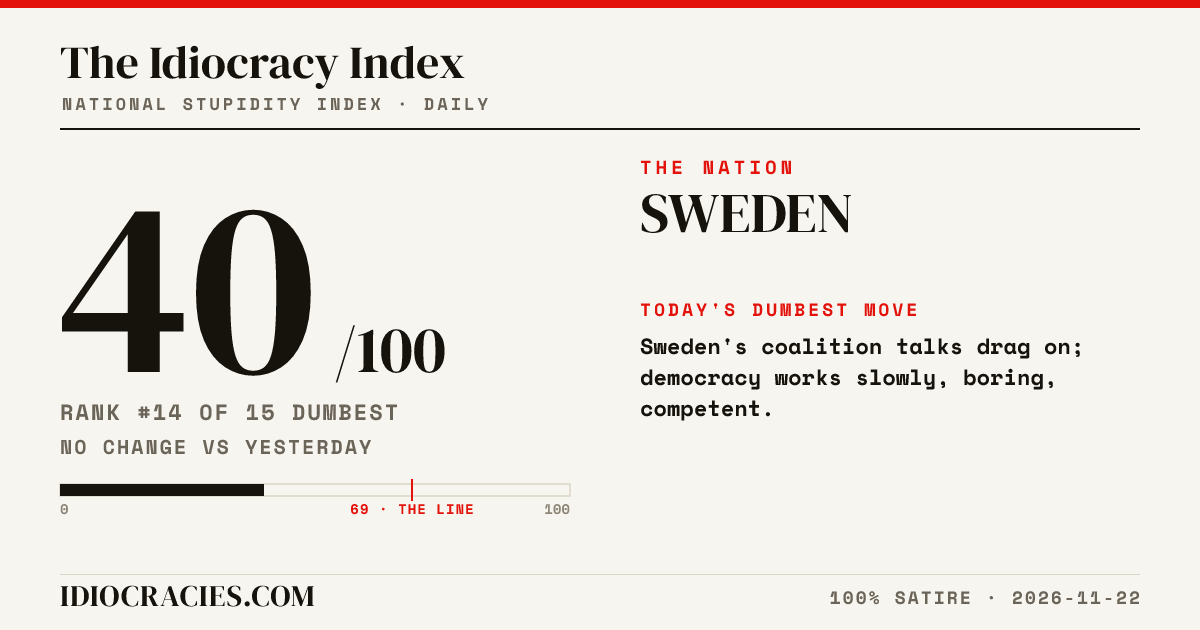 The Idiocracy Index
NATIONAL STUPIDITY INDEX · DAILY
40 /100
RANK #14 OF 15 DUMBEST
NO CHANGE VS YESTERDAY
0
69 · THE LINE
100
THE NATION
SWEDEN
TODAY'S DUMBEST MOVE
Sweden's coalition talks drag on;
democracy works slowly, boring,
competent.
IDIOCRACIES.COM
100% SATIRE · 2026-11-22